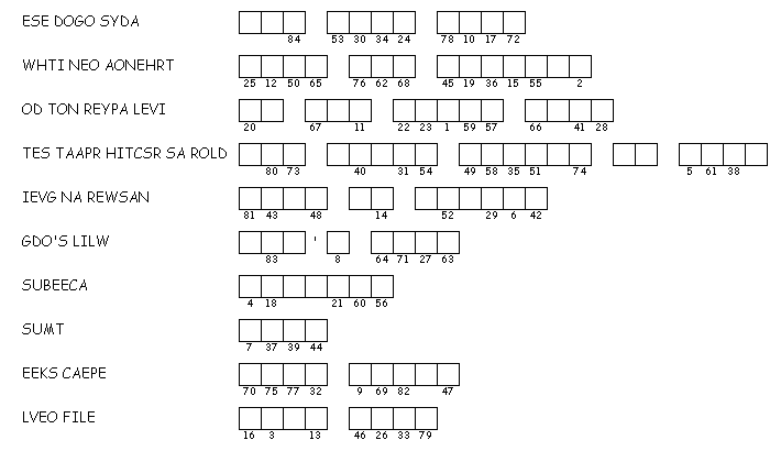 ESE DOGO SYDA
84 53 30 34 24 78 10 17 72
WHTI NEO AONEHRT
25 12 50 65 76 62 68 45 19 36 15 55 2
OD TON REYPA LEVI
20 67 11 22 23 1 59 57 66 41 28
TES TAAPR HITCSR SA ROLD
80 73 40 31 54 49 58 35 51 74 5 61 38
IEVG NA REWSAN
81 43 48 14 52 29 6 42
GDO'S LILW '
83 8 64 71 27 63
SUBEECA
4 18 21 60 56
SUMT
7 37 39 44
EEKS CAEPE
70 75 77 32 9 69 82 47
LVEO FILE
16 3 13 46 26 33 79